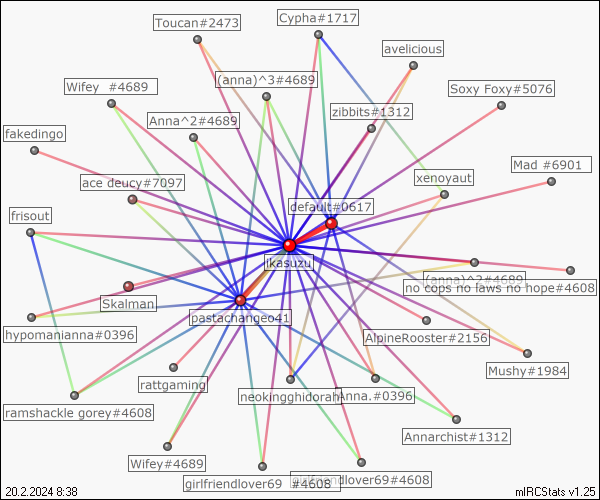 Toucan#2473
Cypha#1717
avelicious
Wifey #4689
(anna)^3#4689
Soxy Foxy#5076
zibbits#1312
Anna^2#4689
fakedingo
Mad #6901
ace deucy#7097
xenoyaut
frisout
default#0617
jkasuzu
(anna)^2#4689
no cops no laws no hope#4608
Skalman
pastachangeo41
hypomanianna#0396
AlpineRooster#2156
Mushy#1984
rattgaming
neokingghidorah
Anna.#0396
ramshackle gorey#4608
Annarchist#1312
Wifey#4689
girlfriendlover69 #4608
girlfriendlover69#4608
20.2.2024 8:38
mIRCStats v1.25